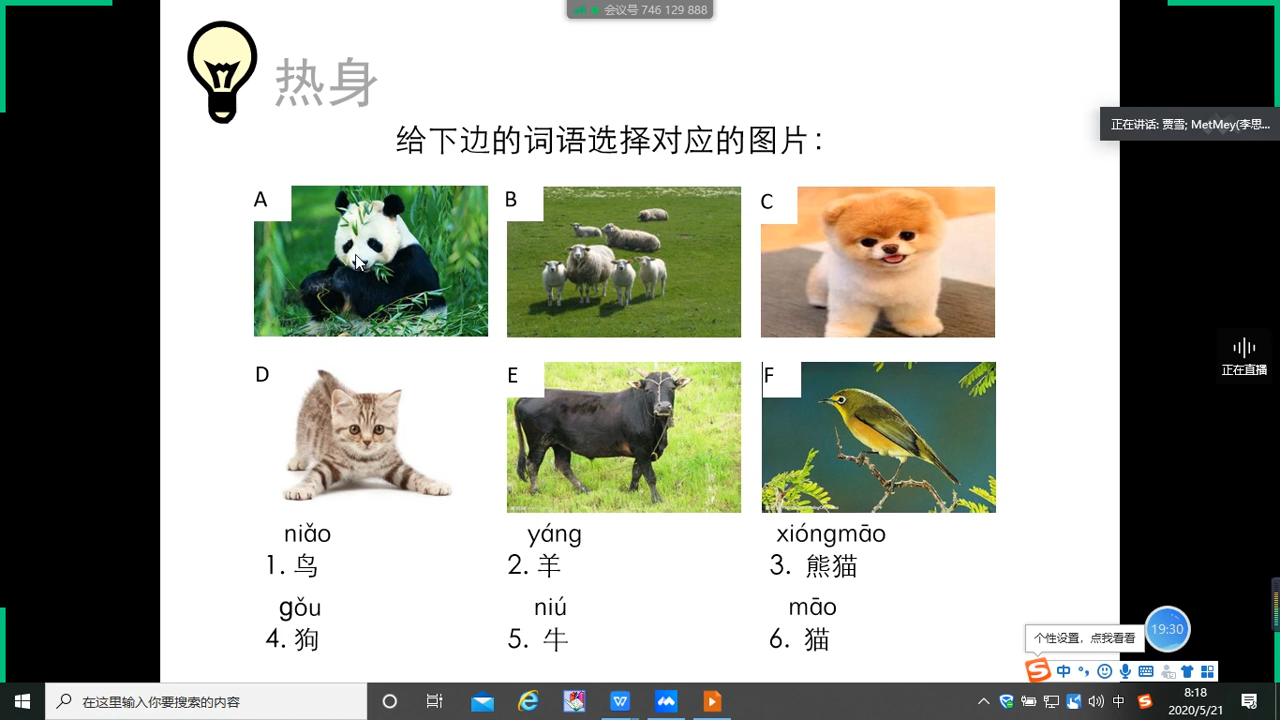 会议号 746 129 888
热身
正在讲话: 贾雪; MetMey(李思...
给下边的词语选择对应的图片：
A
B
C
正在直播
D
E
F
niǎo
yáng
xióngmāo
1. 鸟
2. 羊
3. 熊猫
gǒu
niú
māo
4. 狗
5. 牛
6. 猫
个性设置，点我看看
19:30
中
在这里输入你要搜索的内容
中
8:18
2020/5/21